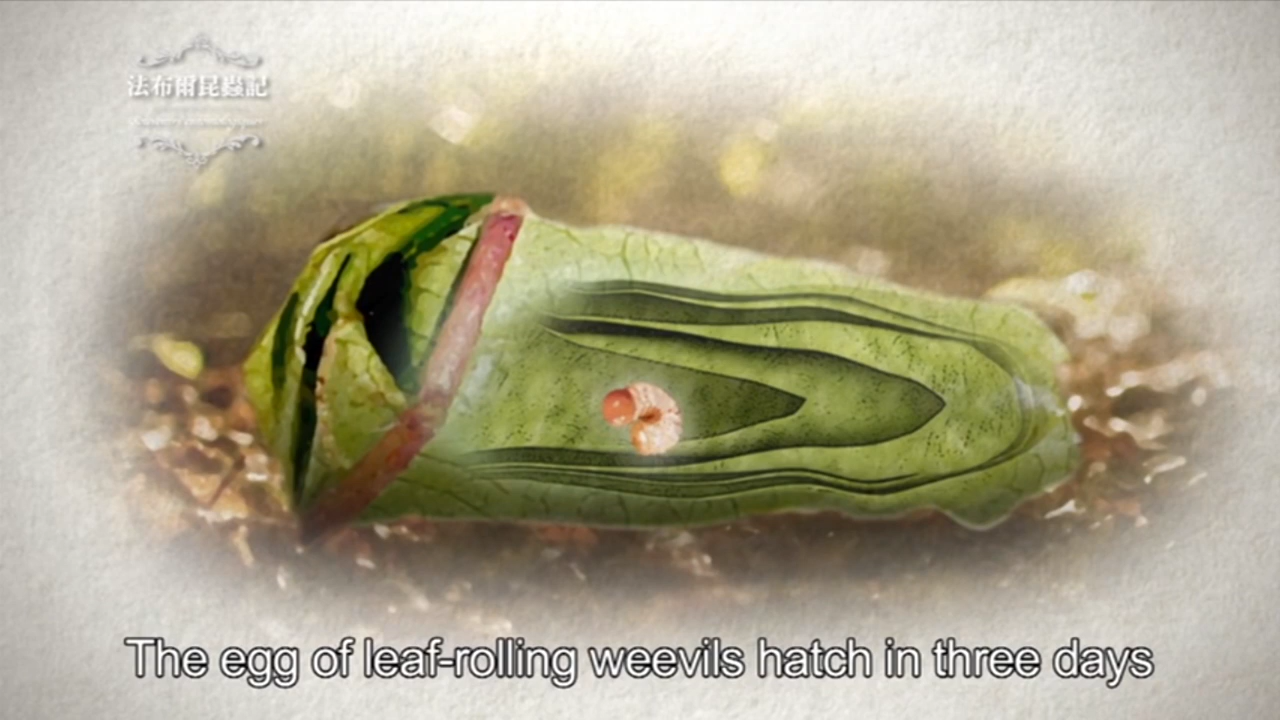 法布爾昆蟲記
The egg of leaf-rolling weevils hatch in three days